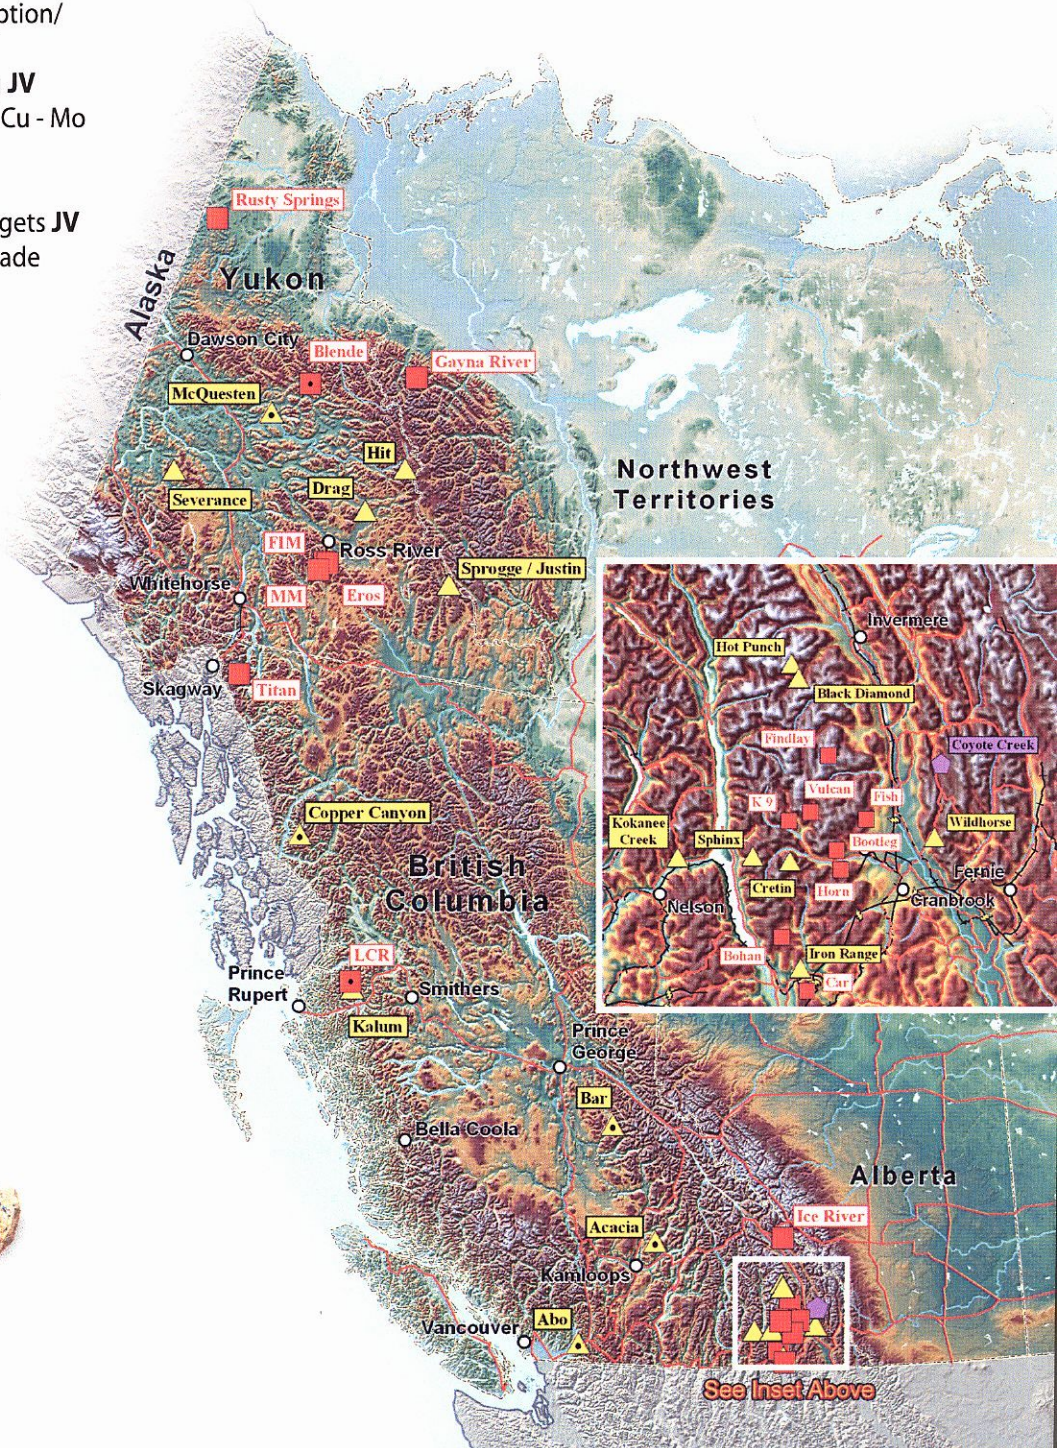 ption/
JV
Cu - Mo
gets JV
ade
Rusty Springs
Alaska
Yukon
Dawson City
Blende
Gayna River
McQuesten
Hit
Severance
Drag
FIM
Ross River
Northwest
Territories
Whitehorse
MM
Eros
Sprogge / Justin
Skagway
Titan
Copper Canyon
British
Columbia
LCR
Prince
Rupert
Smithers
Kalum
Prince
George
Bar
Bella Coola
Alberta
Acacia
Ice River
Kamloops
Vancouver
Abo
See Inset Above
Invermere
Hot Punch
Black Diamond
Findlay
Coyote Creek
Vulcan
K 9
Fish
Kokanee
Creek
Sphinx
Wildhorse
Bootleg
Cretin
Horn
Fernie
Nelson
Cranbrook
Bohan
Iron Range
Car